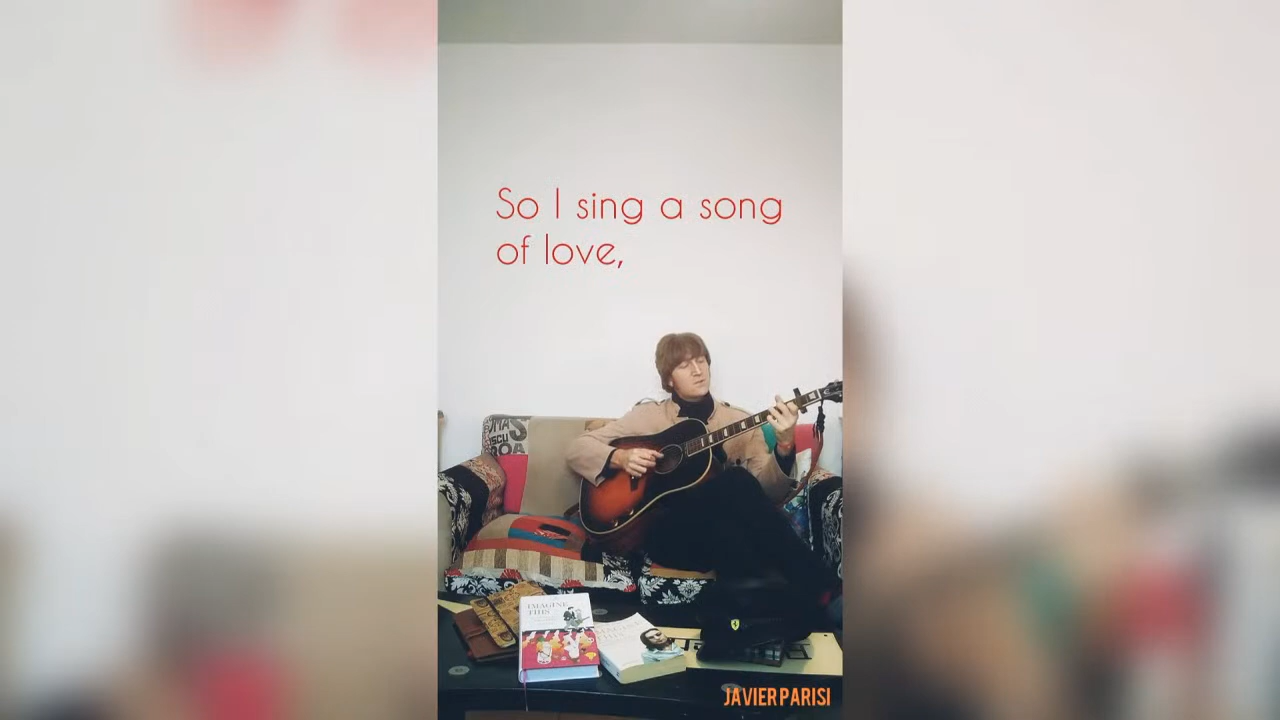 So I sing a song
of love,
IMAGINE
THIS
JAVIER PARISI